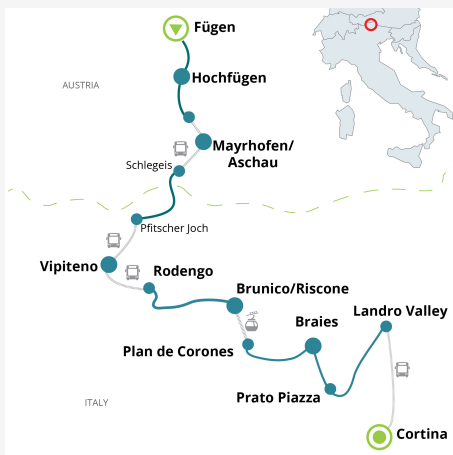 Fügen
Hochfügen
AUSTRIA
Mayrhofen/
Aschau
Schlegeis
Pfitscher Joch
Vipiteno
Rodengo
Brunico/Riscone
Landro Valley
Braies
Plan de Corones
Prato Piazza
ITALY
Cortina